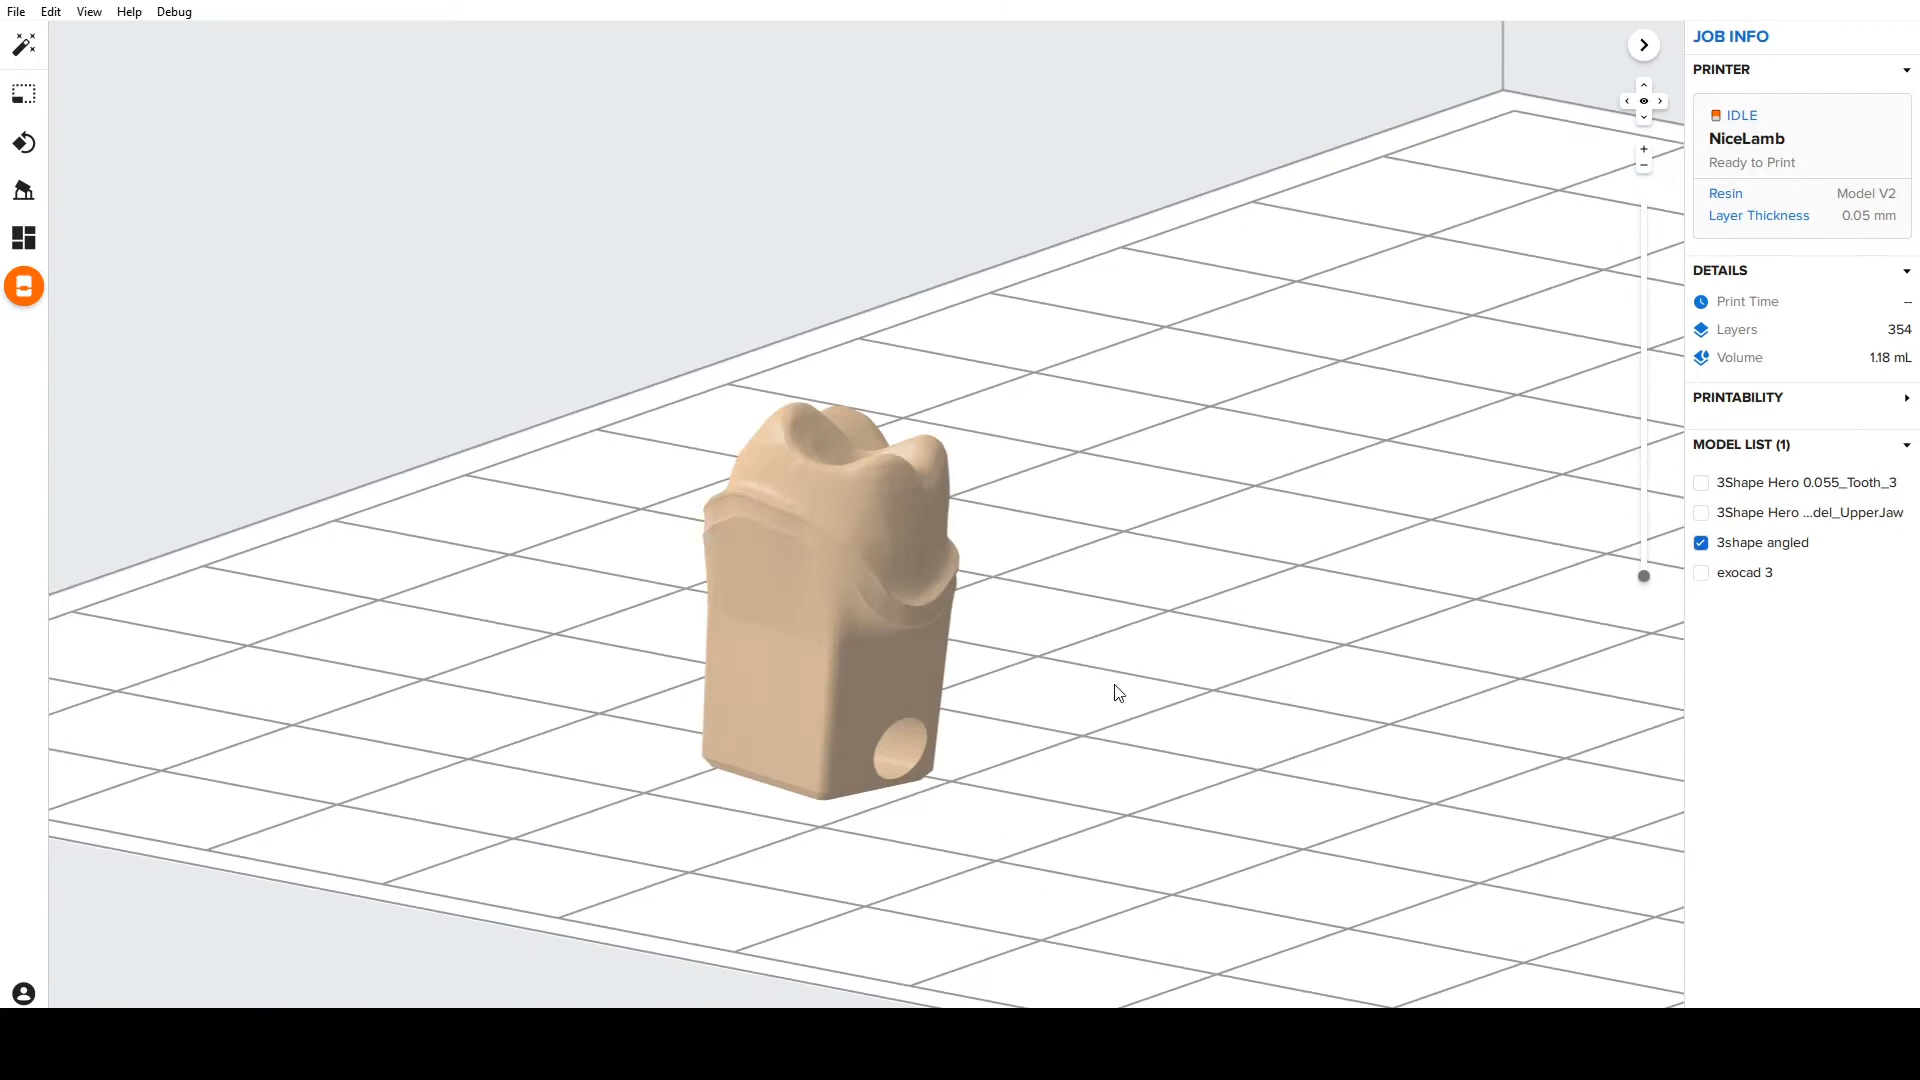 File Edit View Help Debug
JOB INFO
PRINTER
IDLE
NiceLamb
Ready to Print
Resin Model V2
Layer Thickness 0.05 mm
DETAILS
Print Time --
Layers 354
Volume 1.18 mL
PRINTABILITY
MODEL LIST (1)
3Shape Hero 0.055_Tooth_3
3Shape Hero ...del_UpperJaw
3shape angled
exocad 3